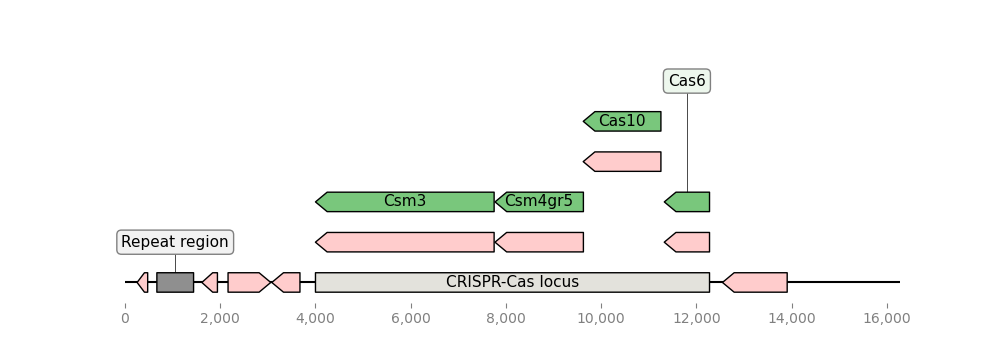 Cas6
Cas10
Csm3 Csm4gr5
Repeat region
CRISPR-Cas locus
0 2,000 4,000 6,000 8,000 10,000 12,000 14,000 16,000